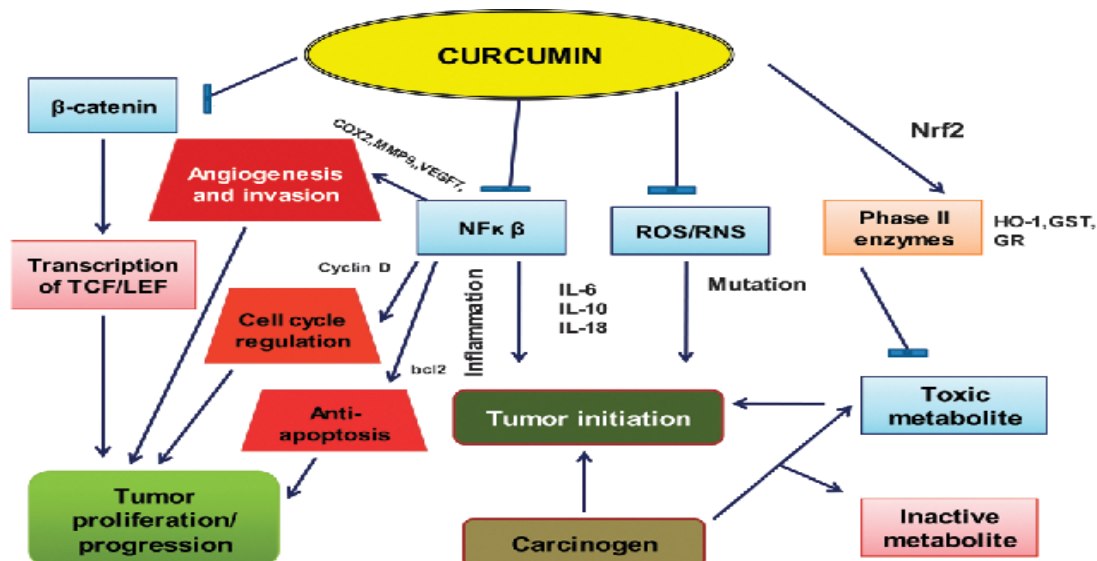 CURCUMIN
β-catenin
COX2,MMP9,,VEGF7,
Nrf2
Angiogenesis
and invasion
NFκ β
ROS/RNS
Phase II
enzymes
HO-1,GST,
GR
Transcription
of TCF/LEF
Cyclin D
Inflammation
IL-6
IL-10
IL-18
Mutation
Cell cycle
regulation
bcl2
Anti-
apoptosis
Tumor initiation
Toxic
metabolite
Tumor
proliferation/
progression
Carcinogen
Inactive
metabolite